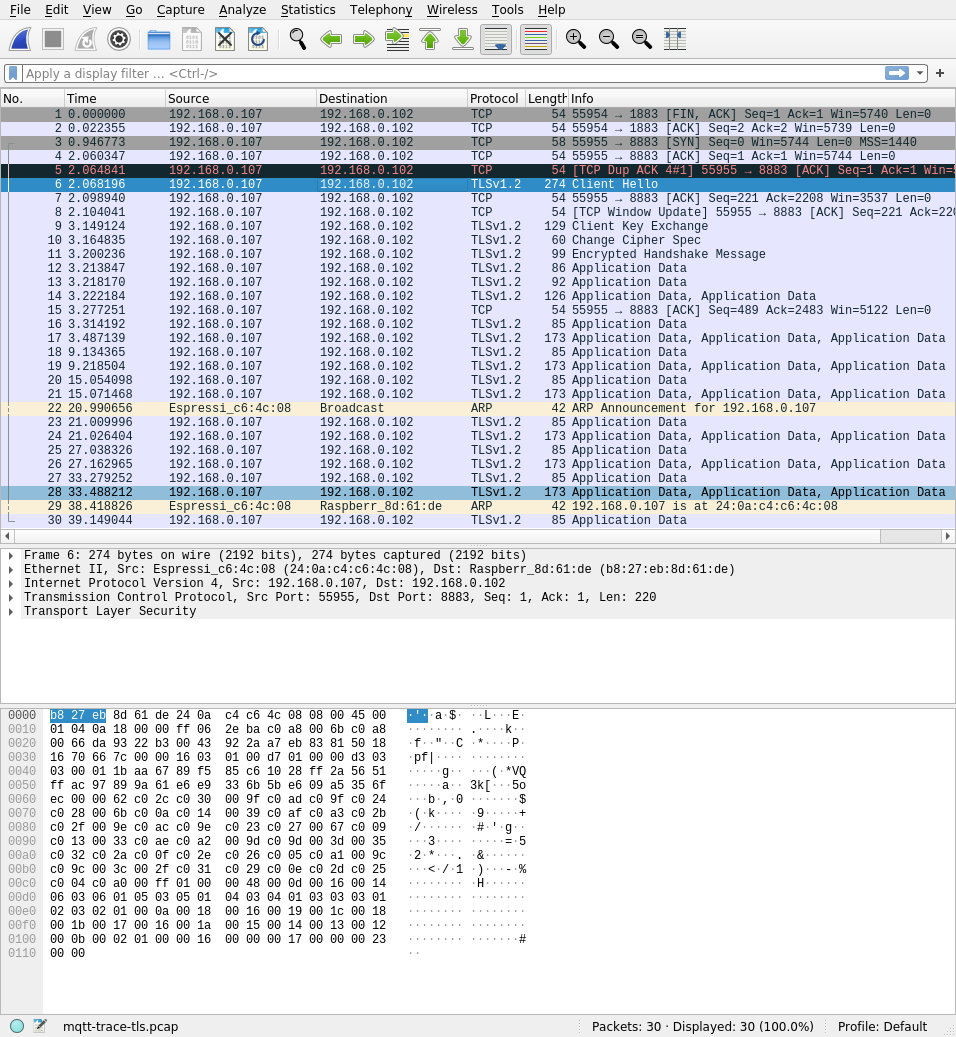 File Edit View Go Capture Analyze Statistics Telephony Wireless Tools Help
Apply a display filter … <Ctrl-/>
No. Time Source Destination Protocol Length Info
1 0.000000 192.168.0.107 192.168.0.102 TCP 54 55954 → 1883 [FIN, ACK] Seq=1 Ack=1 Win=5740 Len=0
2 0.022355 192.168.0.107 192.168.0.102 TCP 54 55954 → 1883 [ACK] Seq=2 Ack=2 Win=5739 Len=0
3 0.946773 192.168.0.107 192.168.0.102 TCP 58 55955 → 8883 [SYN] Seq=0 Win=5744 Len=0 MSS=1440
4 2.060347 192.168.0.107 192.168.0.102 TCP 54 55955 → 8883 [ACK] Seq=1 Ack=1 Win=5744 Len=0
5 2.064841 192.168.0.107 192.168.0.102 TCP 54 [TCP Dup ACK 4#1] 55955 → 8883 [ACK] Seq=1 Ack=1 Win=
6 2.068196 192.168.0.107 192.168.0.102 TLSv1.2 274 Client Hello
7 2.098940 192.168.0.107 192.168.0.102 TCP 54 55955 → 8883 [ACK] Seq=221 Ack=2208 Win=3537 Len=0
8 2.104041 192.168.0.107 192.168.0.102 TCP 54 [TCP Window Update] 55955 → 8883 [ACK] Seq=221 Ack=220
9 3.149124 192.168.0.107 192.168.0.102 TLSv1.2 129 Client Key Exchange
10 3.164835 192.168.0.107 192.168.0.102 TLSv1.2 60 Change Cipher Spec
11 3.200236 192.168.0.107 192.168.0.102 TLSv1.2 99 Encrypted Handshake Message
12 3.213847 192.168.0.107 192.168.0.102 TLSv1.2 86 Application Data
13 3.218170 192.168.0.107 192.168.0.102 TLSv1.2 92 Application Data
14 3.222184 192.168.0.107 192.168.0.102 TLSv1.2 126 Application Data, Application Data
15 3.277251 192.168.0.107 192.168.0.102 TCP 54 55955 → 8883 [ACK] Seq=489 Ack=2483 Win=5122 Len=0
16 3.314192 192.168.0.107 192.168.0.102 TLSv1.2 85 Application Data
17 3.487139 192.168.0.107 192.168.0.102 TLSv1.2 173 Application Data, Application Data, Application Data
18 9.134365 192.168.0.107 192.168.0.102 TLSv1.2 85 Application Data
19 9.218504 192.168.0.107 192.168.0.102 TLSv1.2 173 Application Data, Application Data, Application Data
20 15.054098 192.168.0.107 192.168.0.102 TLSv1.2 85 Application Data
21 15.071468 192.168.0.107 192.168.0.102 TLSv1.2 173 Application Data, Application Data, Application Data
22 20.990656 Espressi_c6:4c:08 Broadcast ARP 42 ARP Announcement for 192.168.0.107
23 21.009996 192.168.0.107 192.168.0.102 TLSv1.2 85 Application Data
24 21.026404 192.168.0.107 192.168.0.102 TLSv1.2 173 Application Data, Application Data, Application Data
25 27.038326 192.168.0.107 192.168.0.102 TLSv1.2 85 Application Data
26 27.162965 192.168.0.107 192.168.0.102 TLSv1.2 173 Application Data, Application Data, Application Data
27 33.279252 192.168.0.107 192.168.0.102 TLSv1.2 85 Application Data
28 33.488212 192.168.0.107 192.168.0.102 TLSv1.2 173 Application Data, Application Data, Application Data
29 38.418826 Espressi_c6:4c:08 Raspberr_8d:61:de ARP 42 192.168.0.107 is at 24:0a:c4:c6:4c:08
30 39.149044 192.168.0.107 192.168.0.102 TLSv1.2 85 Application Data
Frame 6: 274 bytes on wire (2192 bits), 274 bytes captured (2192 bits)
Ethernet II, Src: Espressi_c6:4c:08 (24:0a:c4:c6:4c:08), Dst: Raspberr_8d:61:de (b8:27:eb:8d:61:de)
Internet Protocol Version 4, Src: 192.168.0.107, Dst: 192.168.0.102
Transmission Control Protocol, Src Port: 55955, Dst Port: 8883, Seq: 1, Ack: 1, Len: 220
Transport Layer Security
0000 b8 27 eb 8d 61 de 24 0a c4 c6 4c 08 08 00 45 00 ·'··a·$· ··L···E·
0010 01 04 0a 18 00 00 ff 06 2e ba c0 a8 00 6b c0 a8 ········ .····k··
0020 00 66 da 93 22 b3 00 43 92 2a a7 eb 83 81 50 18 ·f··"··C ·*····P·
0030 16 70 66 7c 00 00 16 03 01 00 d7 01 00 00 d3 03 ·pf|···· ········
0040 03 00 01 1b aa 67 89 f5 85 c6 10 28 ff 2a 56 51 ·····g·· ···(·*VQ
0050 ff ac 97 89 9a 61 e6 e9 33 6b 5b e6 09 a5 35 6f ·····a·· 3k[···5o
0060 ec 00 00 62 c0 2c c0 30 00 9f c0 ad c0 9f c0 24 ···b·,·0 ·······$
0070 c0 28 00 6b c0 0a c0 14 00 39 c0 af c0 a3 c0 2b ·(·k···· ·9·····+
0080 c0 2f 00 9e c0 ac c0 9e c0 23 c0 27 00 67 c0 09 ·/······ ·#·'·g··
0090 c0 13 00 33 c0 ae c0 a2 00 9d c0 9d 00 3d 00 35 ···3···· ·····=·5
00a0 c0 32 c0 2a c0 0f c0 2e c0 26 c0 05 c0 a1 00 9c ·2·*···. ·&······
00b0 c0 9c 00 3c 00 2f c0 31 c0 29 c0 0e c0 2d c0 25 ···<·/·1 ·)···-·%
00c0 c0 04 c0 a0 00 ff 01 00 00 48 00 0d 00 16 00 14 ········ ·H······
00d0 06 03 06 01 05 03 05 01 04 03 04 01 03 03 03 01 ········ ········
00e0 02 03 02 01 00 0a 00 18 00 16 00 19 00 1c 00 18 ········ ········
00f0 00 1b 00 17 00 16 00 1a 00 15 00 14 00 13 00 12 ········ ········
0100 00 0b 00 02 01 00 00 16 00 00 00 17 00 00 00 23 ········ ·······#
0110 00 00 ··
mqtt-trace-tls.pcap Packets: 30 · Displayed: 30 (100.0%) Profile: Default